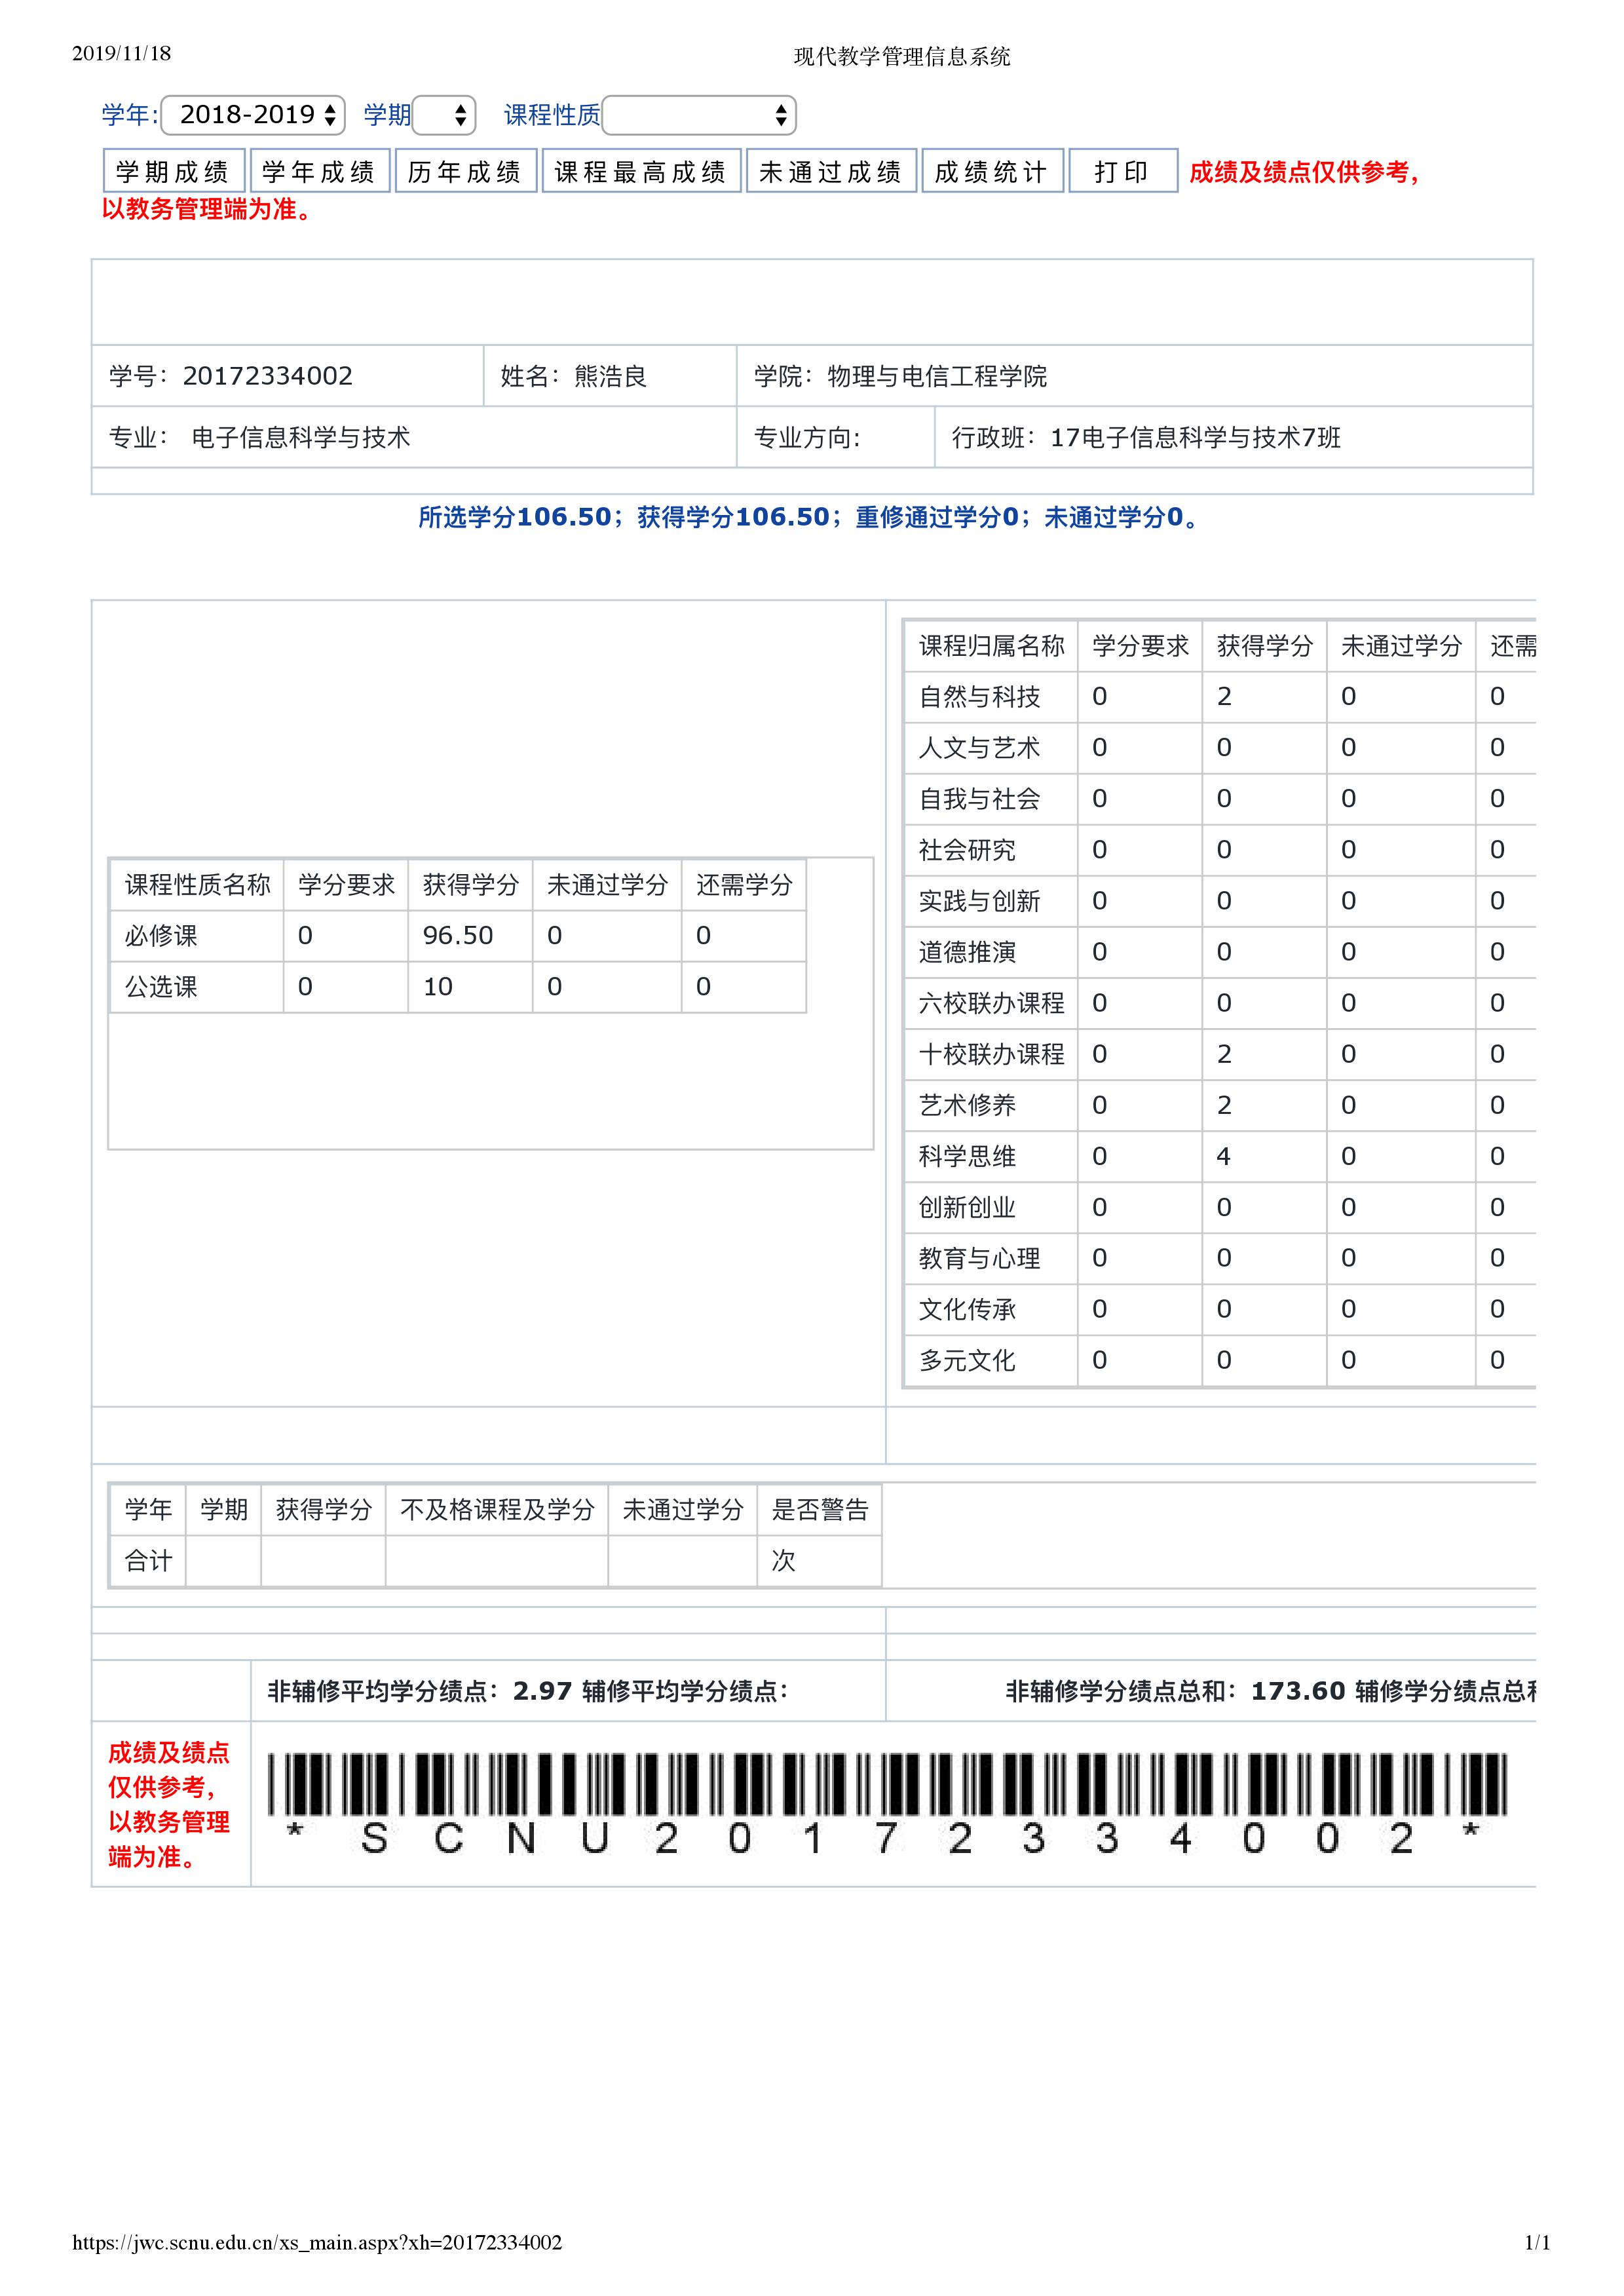 2019/11/18 现代教学管理信息系统
学年: 2018-2019 学期 课程性质
学期成绩 学年成绩 历年成绩 课程最高成绩 未通过成绩 成绩统计 打印 成绩及绩点仅供参考,
以教务管理端为准。
学号：20172334002 姓名：熊浩良 学院：物理与电信工程学院
专业： 电子信息科学与技术 专业方向: 行政班：17电子信息科学与技术7班
所选学分106.50；获得学分106.50；重修通过学分0；未通过学分0。
课程性质名称 学分要求 获得学分 未通过学分 还需学分
必修课 0 96.50 0 0
公选课 0 10 0 0
课程归属名称 学分要求 获得学分 未通过学分 还需
自然与科技 0 2 0 0
人文与艺术 0 0 0 0
自我与社会 0 0 0 0
社会研究 0 0 0 0
实践与创新 0 0 0 0
道德推演 0 0 0 0
六校联办课程 0 0 0 0
十校联办课程 0 2 0 0
艺术修养 0 2 0 0
科学思维 0 4 0 0
创新创业 0 0 0 0
教育与心理 0 0 0 0
文化传承 0 0 0 0
多元文化 0 0 0 0
学年 学期 获得学分 不及格课程及学分 未通过学分 是否警告
合计 次
非辅修平均学分绩点：2.97 辅修平均学分绩点： 非辅修学分绩点总和：173.60 辅修学分绩点总和
成绩及绩点
仅供参考,
以教务管理
端为准。
*SCNU20172334002*
https://jwc.scnu.edu.cn/xs_main.aspx?xh=20172334002 1/1